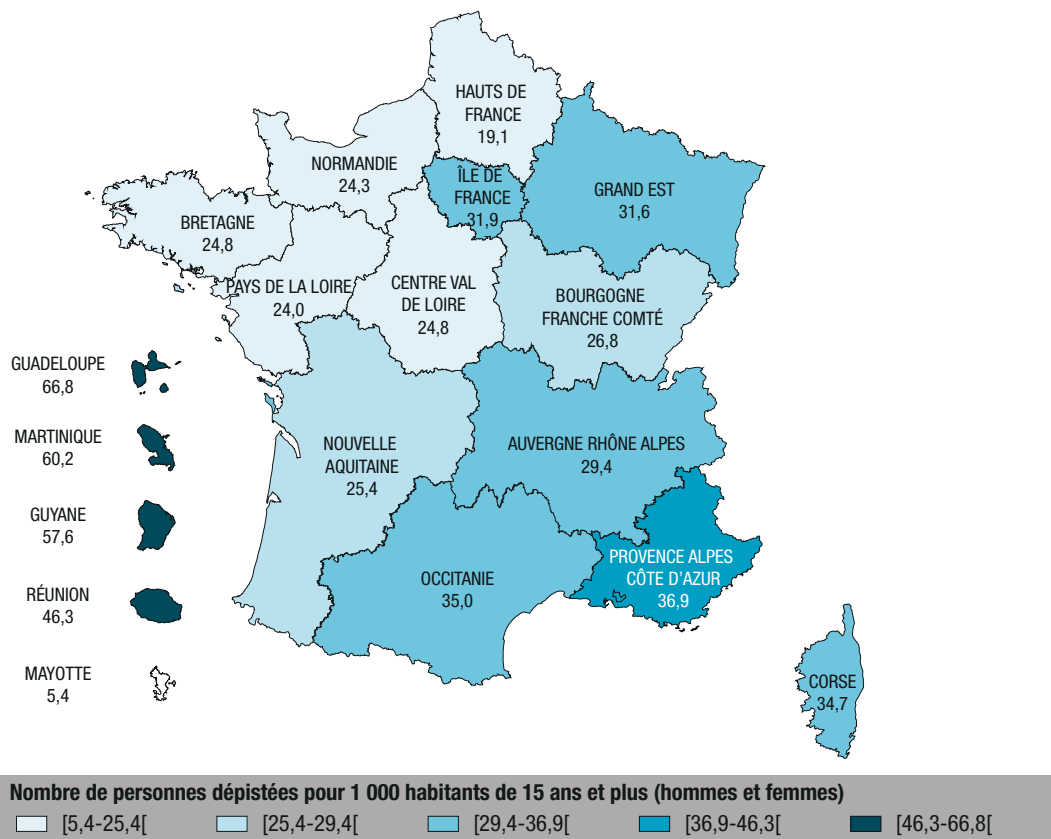 HAUTS DE
FRANCE
19,1
NORMANDIE
24,3
ÎLE DE
FRANCE
31,9
GRAND EST
31,6
BRETAGNE
24,8
PAYS DE LA LOIRE
24,0
CENTRE VAL
DE LOIRE
24,8
BOURGOGNE
FRANCHE COMTÉ
26,8
GUADELOUPE
66,8
MARTINIQUE
60,2
GUYANE
57,6
RÉUNION
46,3
MAYOTTE
5,4
NOUVELLE
AQUITAINE
25,4
AUVERGNE RHÔNE ALPES
29,4
OCCITANIE
35,0
PROVENCE ALPES
CÔTE D'AZUR
36,9
CORSE
34,7
Nombre de personnes dépistées pour 1 000 habitants de 15 ans et plus (hommes et femmes)
[5,4-25,4[ [25,4-29,4[ [29,4-36,9[ [36,9-46,3[ [46,3-66,8[